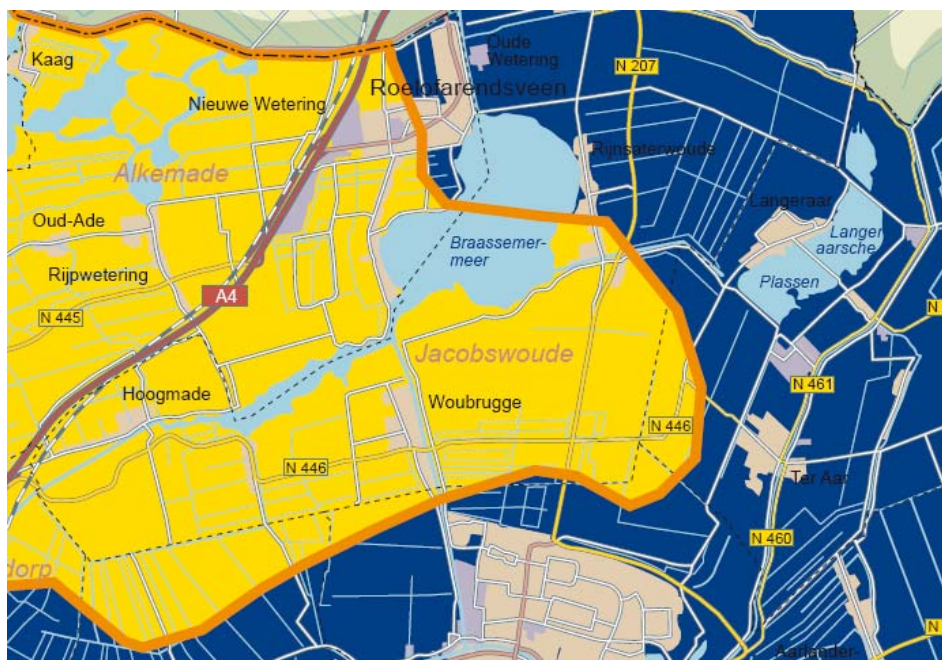 Kaag
Oude
Wetering
N 207
Roelofarendsveen
Nieuwe Wetering
Rijnsaterwoude
Alkemade
Langeraar
Oud-Ade
Langer
aarsche
Braassemer-
meer
Rijpwetering
Plassen
A4
N 445
Jacobswoude
Hoogmade
N 461
Woubrugge
N 446
N 446
Ter Aar
N 460
dorp
Aarlander-
N
N